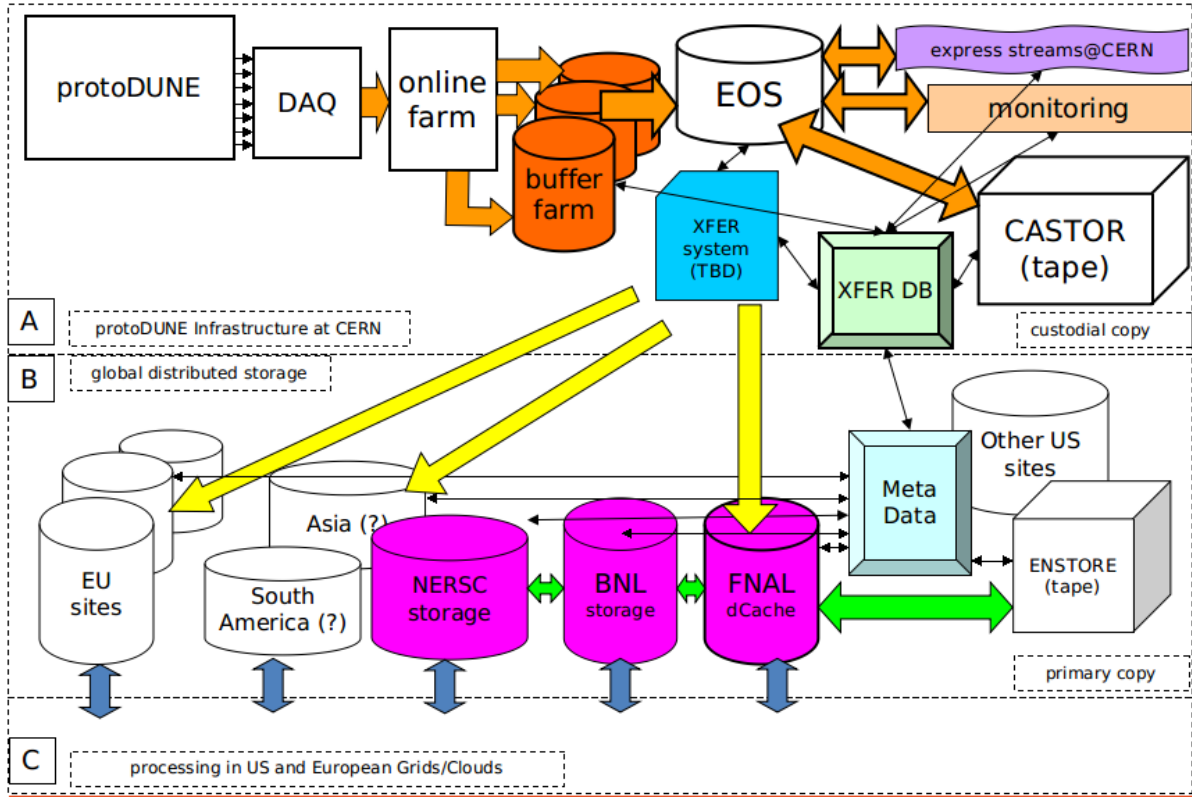 protoDUNE
DAQ
online
farm
buffer
farm
EOS
express streams@CERN
monitoring
XFER
system
(TBD)
XFER DB
CASTOR
(tape)
A
protoDUNE Infrastructure at CERN
custodial copy
B
global distributed storage
Other US
sites
Meta
Data
Asia (?)
EU
sites
South
America (?)
NERSC
storage
BNL
storage
FNAL
dCache
ENSTORE
(tape)
primary copy
C
processing in US and European Grids/Clouds